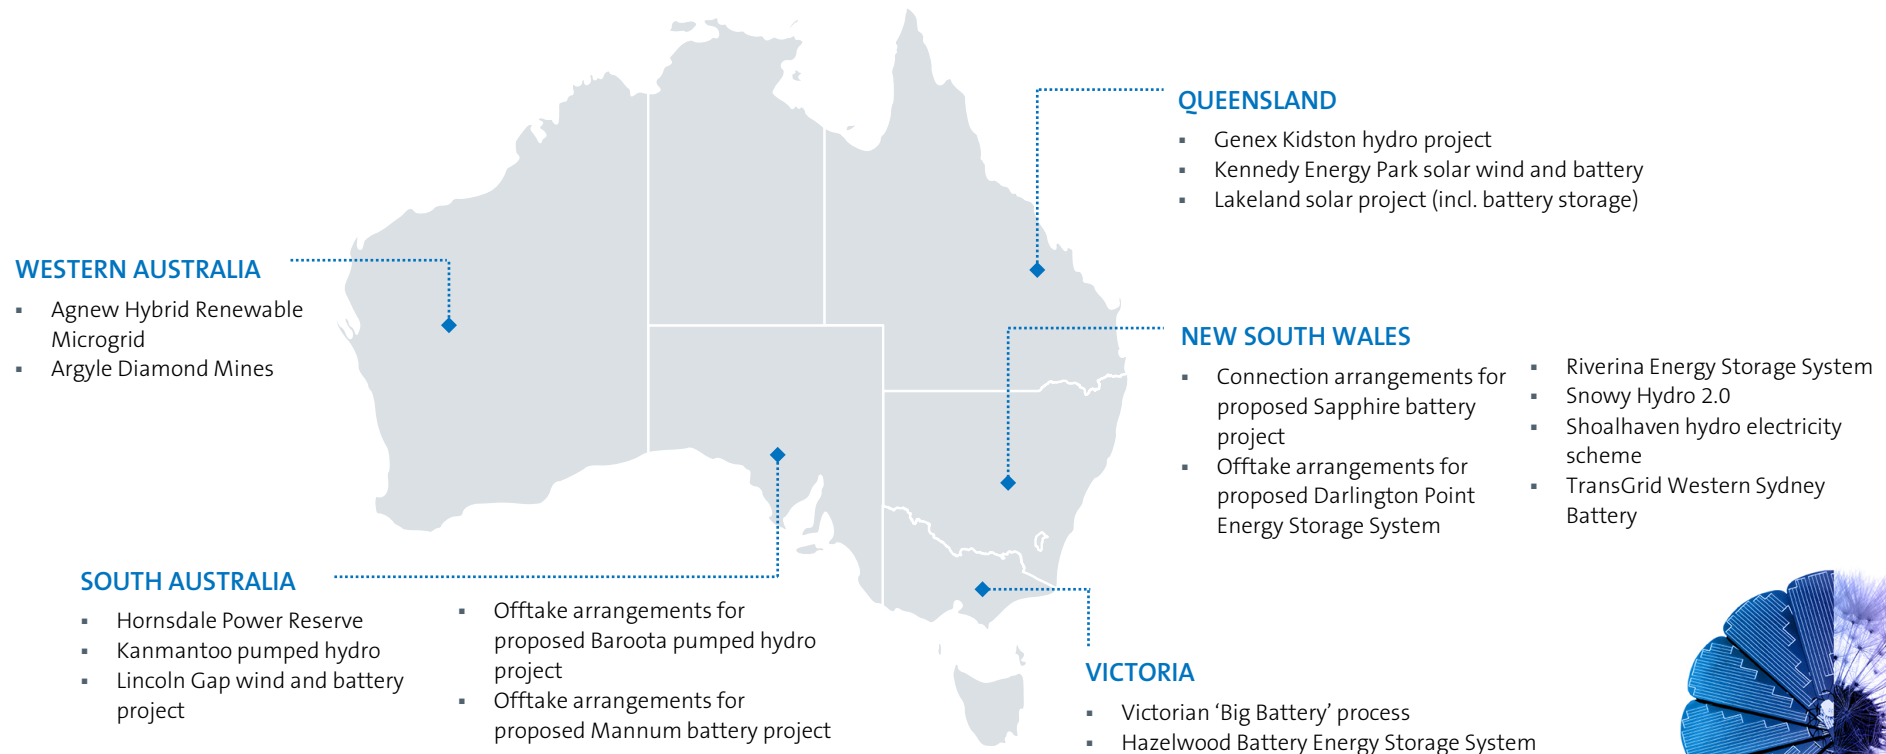 QUEENSLAND
▪ Genex Kidston hydro project
▪ Kennedy Energy Park solar wind and battery
▪ Lakeland solar project (incl. battery storage)
WESTERN AUSTRALIA
▪ Agnew Hybrid Renewable
Microgrid
▪ Argyle Diamond Mines
NEW SOUTH WALES
▪ Connection arrangements for
proposed Sapphire battery
project
▪ Offtake arrangements for
proposed Darlington Point
Energy Storage System
▪ Riverina Energy Storage System
▪ Snowy Hydro 2.0
▪ Shoalhaven hydro electricity
scheme
▪ TransGrid Western Sydney
Battery
SOUTH AUSTRALIA
▪ Hornsdale Power Reserve
▪ Kanmantoo pumped hydro
▪ Lincoln Gap wind and battery
project
▪ Offtake arrangements for
proposed Baroota pumped hydro
project
▪ Offtake arrangements for
proposed Mannum battery project
VICTORIA
▪ Victorian ‘Big Battery’ process
▪ Hazelwood Battery Energy Storage System